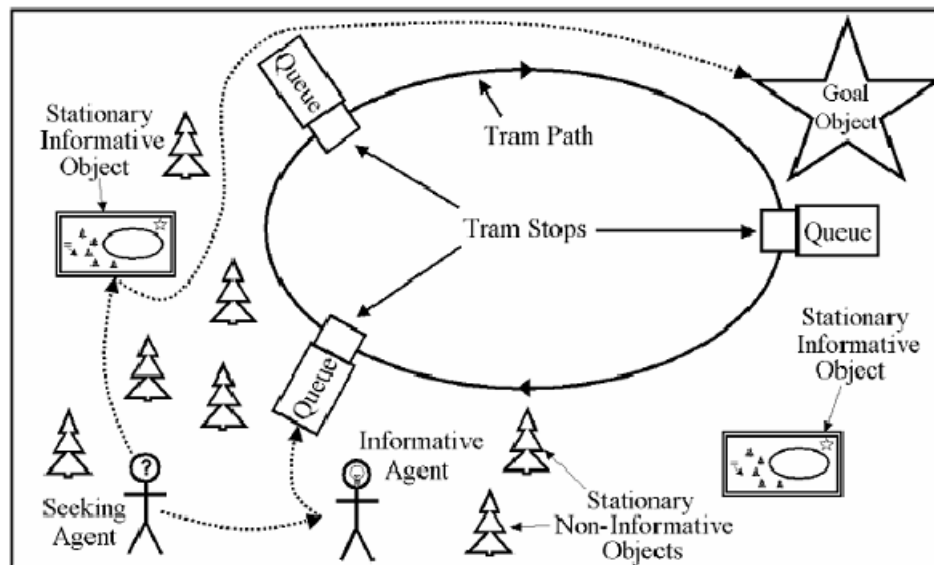 Queue
Goal
Object
Stationary
Informative
Object
Tram Path
Tram Stops
Queue
Queue
Stationary
Informative
Object
Informative
Agent
?
Seeking
Agent
Stationary
Non-Informative
Objects